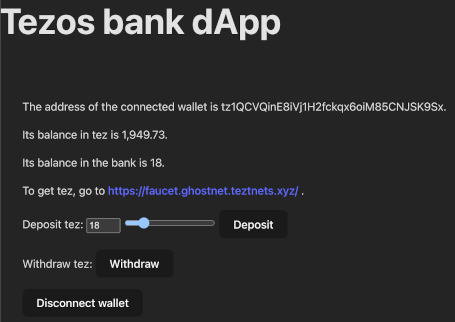 Tezos bank dApp
The address of the connected wallet is tz1QCVQinE8iVj1H2fckqx6oiM85CNJSK9Sx.
Its balance in tez is 1,949.73.
Its balance in the bank is 18.
To get tez, go to https://faucet.ghostnet.teztnets.xyz/ .
Deposit tez: 18 Deposit
Withdraw tez: Withdraw
Disconnect wallet